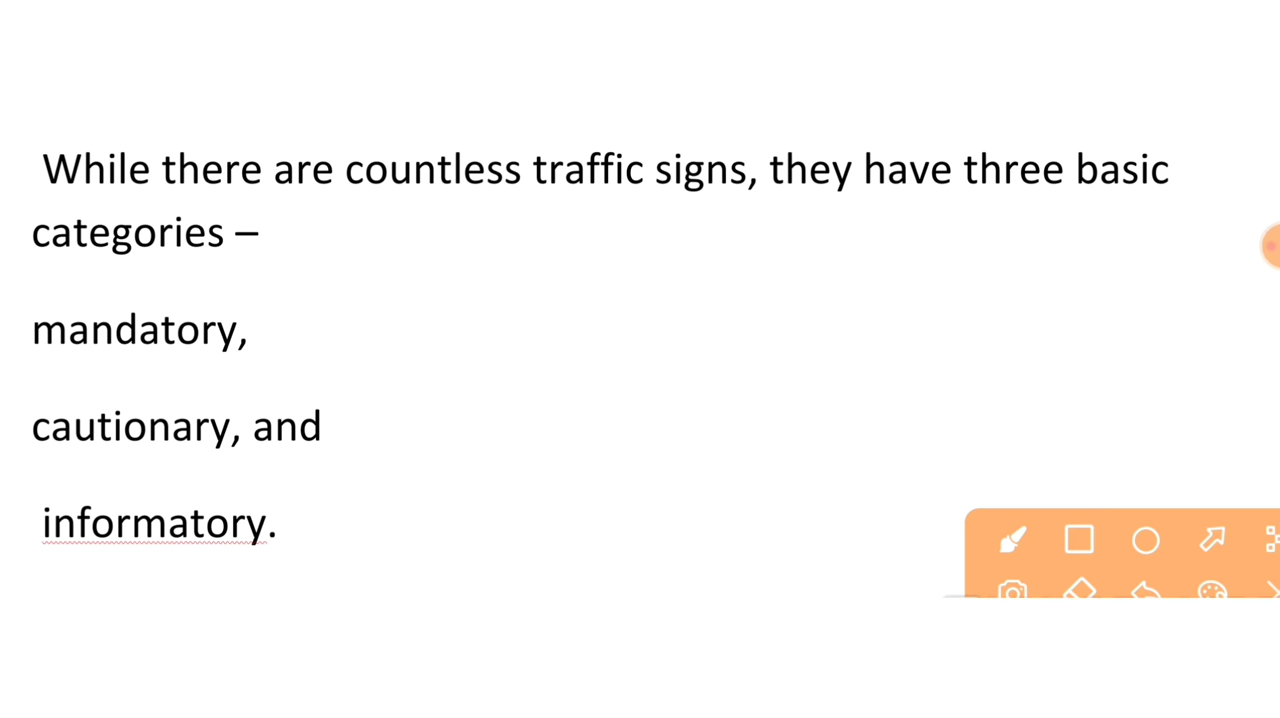 While there are countless traffic signs, they have three basic
categories –
mandatory,
cautionary, and
informatory.